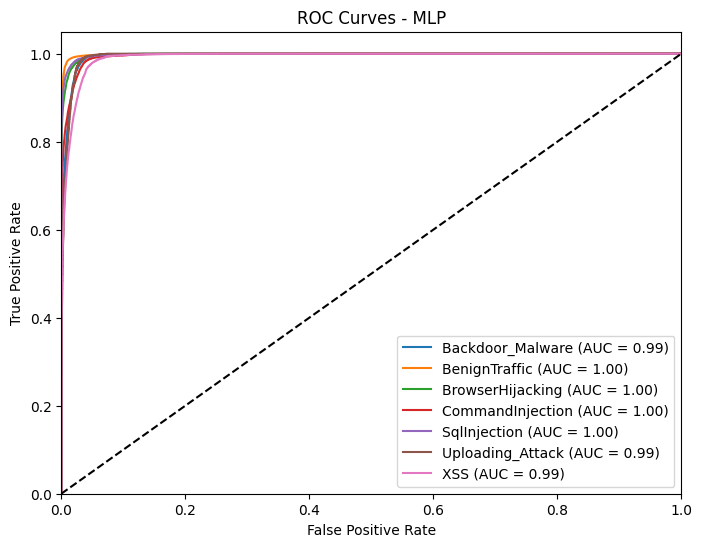 ROC Curves - MLP
True Positive Rate
1.0
0.8
0.6
0.4
0.2
0.0
Backdoor_Malware (AUC = 0.99)
BenignTraffic (AUC = 1.00)
BrowserHijacking (AUC = 1.00)
CommandInjection (AUC = 1.00)
SqlInjection (AUC = 1.00)
Uploading_Attack (AUC = 0.99)
XSS (AUC = 0.99)
0.0 0.2 0.4 0.6 0.8 1.0
False Positive Rate